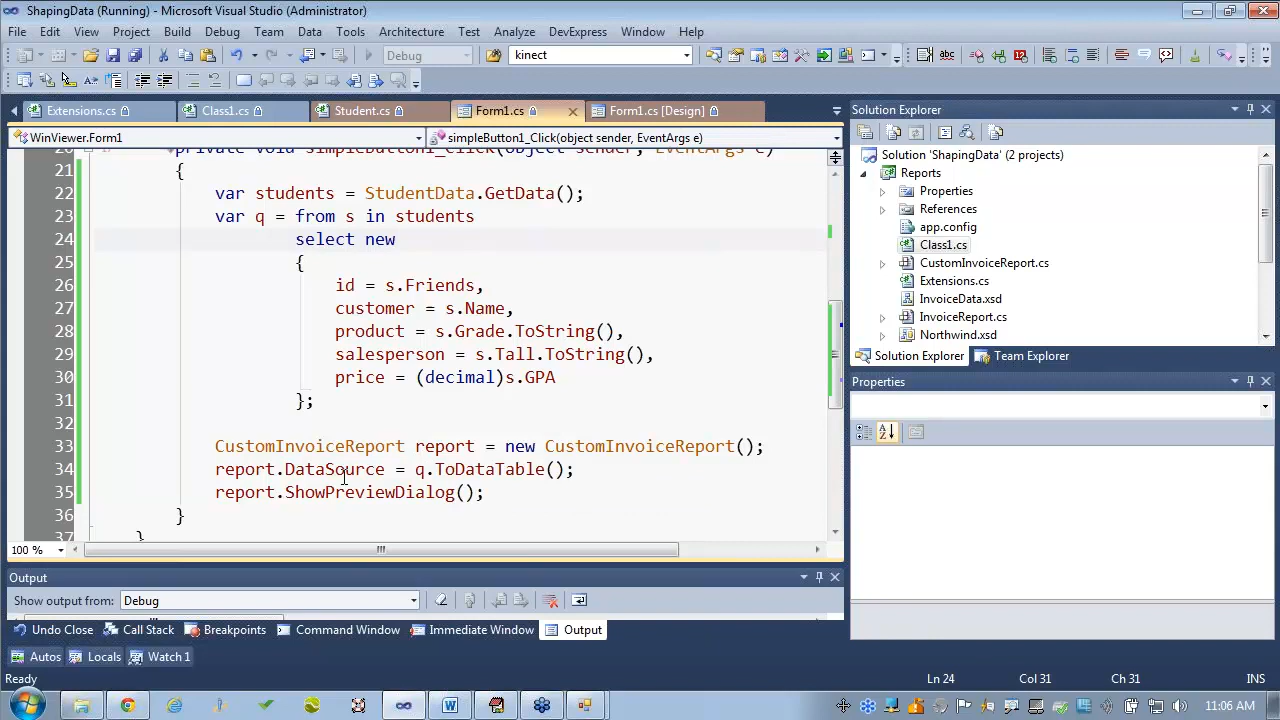 ShapingData (Running) - Microsoft Visual Studio (Administrator)
File Edit View Project Build Debug Team Data Tools Architecture Test Analyze DevExpress Window Help
Debug kinect
Extensions.cs Class1.cs Student.cs Form1.cs Form1.cs [Design]
WinViewer.Form1 simpleButton1_Click(object sender, EventArgs e)
20 private void simpleButton1_Click(object sender, EventArgs e)
21 {
22 var students = StudentData.GetData();
23 var q = from s in students
24 select new
25 {
26 id = s.Friends,
27 customer = s.Name,
28 product = s.Grade.ToString(),
29 salesperson = s.Tall.ToString(),
30 price = (decimal)s.GPA
31 };
32
33 CustomInvoiceReport report = new CustomInvoiceReport();
34 report.DataSource = q.ToDataTable();
35 report.ShowPreviewDialog();
36 }
37 }
100 %
Output
Show output from: Debug
Undo Close Call Stack Breakpoints Command Window Immediate Window Output
Autos Locals Watch 1
Ready Ln 24 Col 31 Ch 31 INS
Solution Explorer
Solution 'ShapingData' (2 projects)
Reports
Properties
References
app.config
Class1.cs
CustomInvoiceReport.cs
Extensions.cs
InvoiceData.xsd
InvoiceReport.cs
Northwind.xsd
Solution Explorer Team Explorer
Properties
11:06 AM